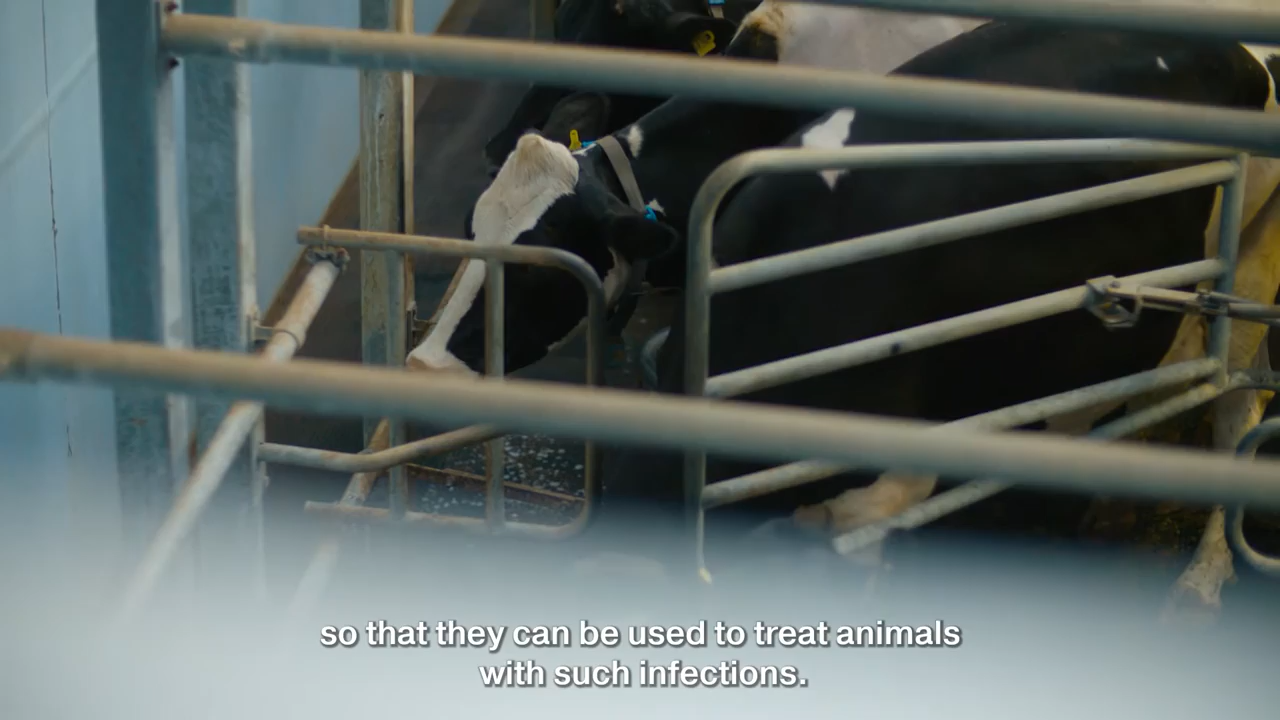 so that they can be used to treat animals
with such infections.